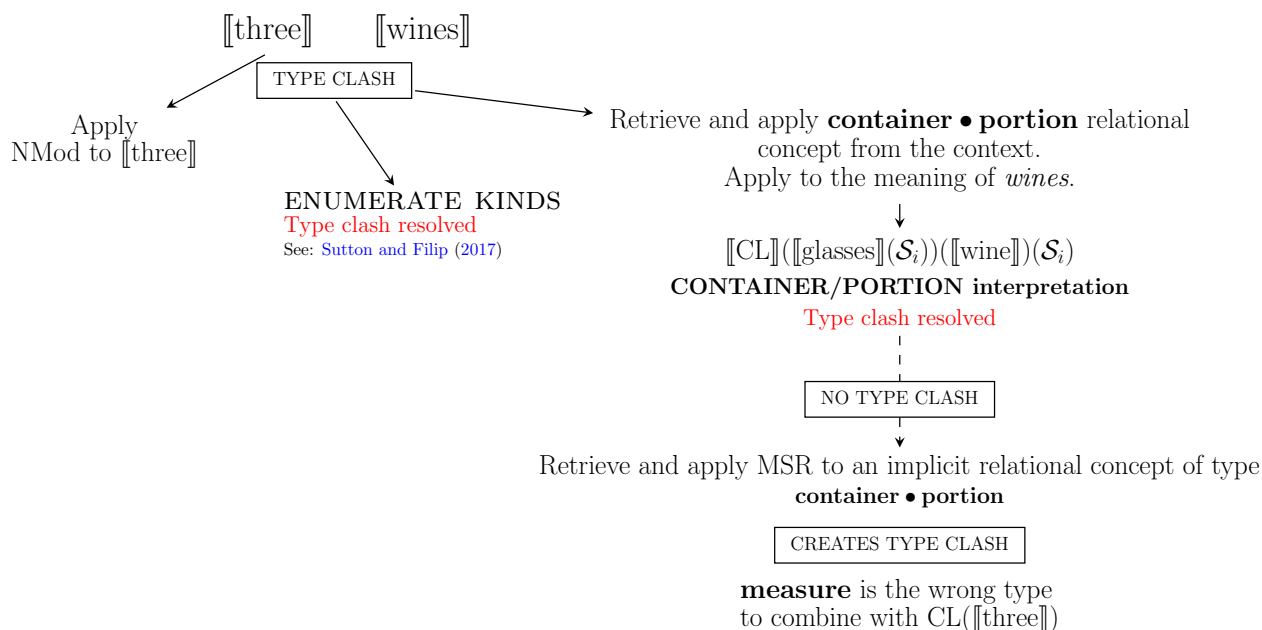 ⟦three⟧ ⟦wines⟧
TYPE CLASH
Apply
NMod to ⟦three⟧
ENUMERATE KINDS
Type clash resolved
See: Sutton and Filip (2017)
Retrieve and apply container • portion relational
concept from the context.
Apply to the meaning of wines.
⟦CL⟧(⟦glasses⟧(𝓢ᵢ))(⟦wine⟧)(𝓢ᵢ)
CONTAINER/PORTION interpretation
Type clash resolved
NO TYPE CLASH
Retrieve and apply MSR to an implicit relational concept of type
container • portion
CREATES TYPE CLASH
measure is the wrong type
to combine with CL(⟦three⟧)